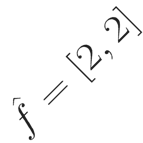 f̂ = [2, 2]